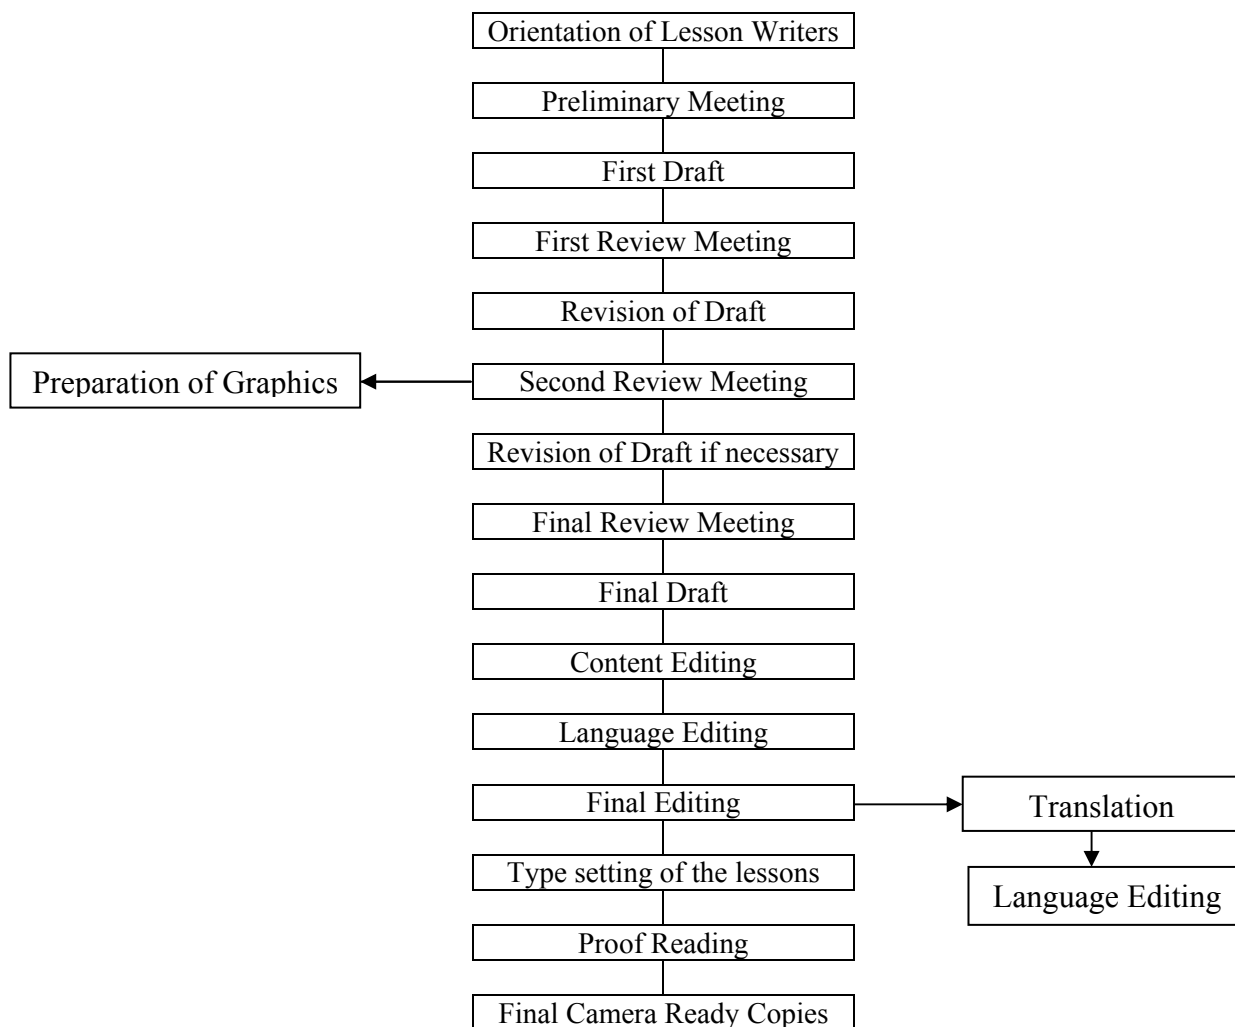 Orientation of Lesson Writers
Preliminary Meeting
First Draft
First Review Meeting
Revision of Draft
Preparation of Graphics
Second Review Meeting
Revision of Draft if necessary
Final Review Meeting
Final Draft
Content Editing
Language Editing
Final Editing
Translation
Type setting of the lessons
Language Editing
Proof Reading
Final Camera Ready Copies